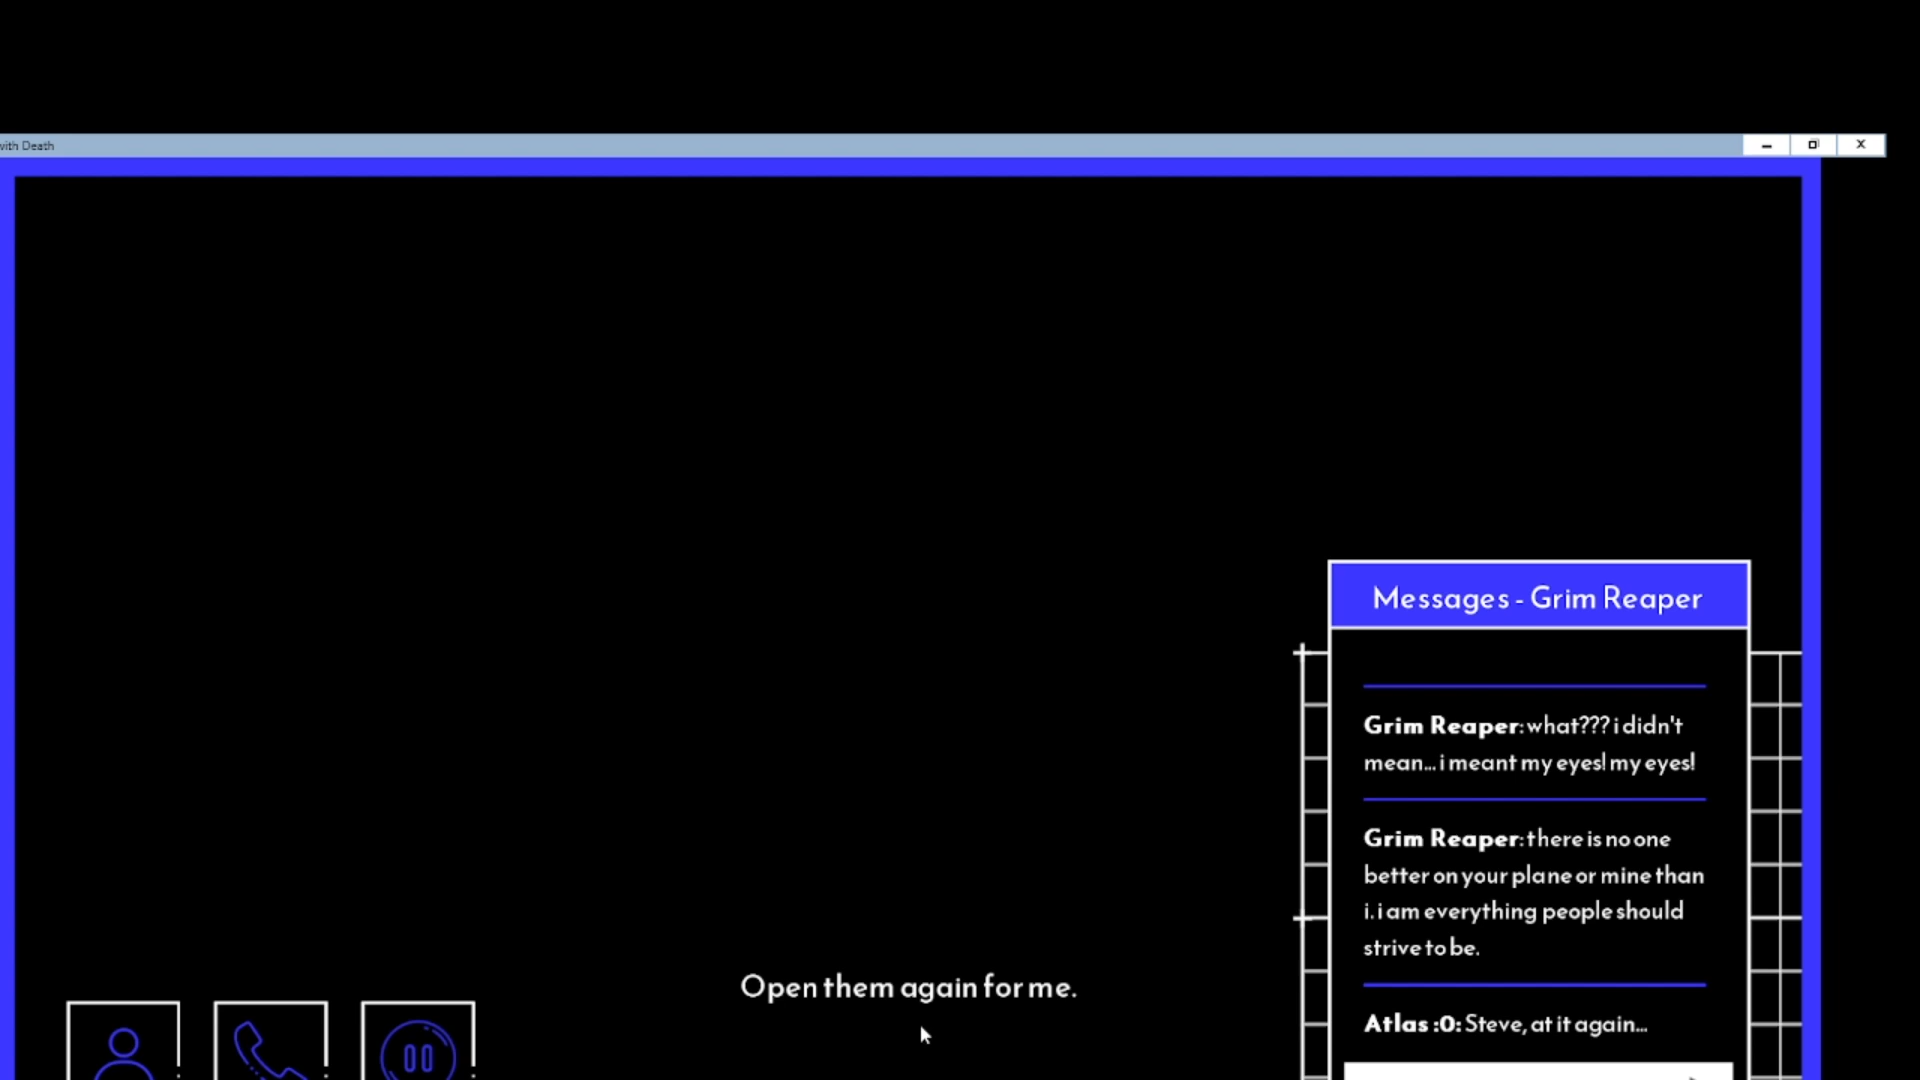 with Death
Messages - Grim Reaper
Grim Reaper: what??? i didn't
mean... i meant my eyes! my eyes!
Grim Reaper: there is no one
better on your plane or mine than
i. i am everything people should
strive to be.
Open them again for me.
Atlas :0: Steve, at it again...